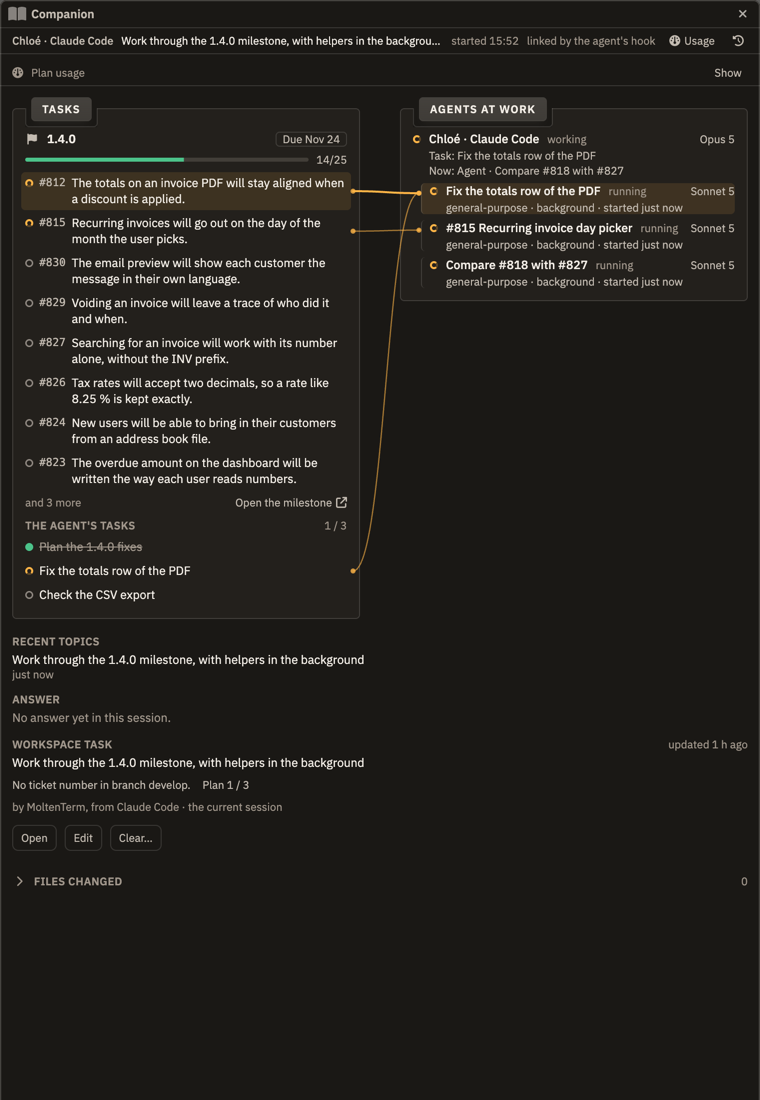 Companion
Chloé · Claude Code Work through the 1.4.0 milestone, with helpers in the backgrou... started 15:52 linked by the agent's hook Usage
Plan usage Show
TASKS
1.4.0 Due Nov 24
14/25
#812 The totals on an invoice PDF will stay aligned when
a discount is applied.
#815 Recurring invoices will go out on the day of the
month the user picks.
#830 The email preview will show each customer the
message in their own language.
#829 Voiding an invoice will leave a trace of who did it
and when.
#827 Searching for an invoice will work with its number
alone, without the INV prefix.
#826 Tax rates will accept two decimals, so a rate like
8.25 % is kept exactly.
#824 New users will be able to bring in their customers
from an address book file.
#823 The overdue amount on the dashboard will be
written the way each user reads numbers.
and 3 more Open the milestone
THE AGENT'S TASKS 1 / 3
Plan the 1.4.0 fixes
Fix the totals row of the PDF
Check the CSV export
AGENTS AT WORK
Chloé · Claude Code working Opus 5
Task: Fix the totals row of the PDF
Now: Agent · Compare #818 with #827
Fix the totals row of the PDF running Sonnet 5
general-purpose · background · started just now
#815 Recurring invoice day picker running Sonnet 5
general-purpose · background · started just now
Compare #818 with #827 running Sonnet 5
general-purpose · background · started just now
RECENT TOPICS
Work through the 1.4.0 milestone, with helpers in the background
just now
ANSWER
No answer yet in this session.
WORKSPACE TASK updated 1 h ago
Work through the 1.4.0 milestone, with helpers in the background
No ticket number in branch develop. Plan 1 / 3
by MoltenTerm, from Claude Code · the current session
Open Edit Clear...
FILES CHANGED 0